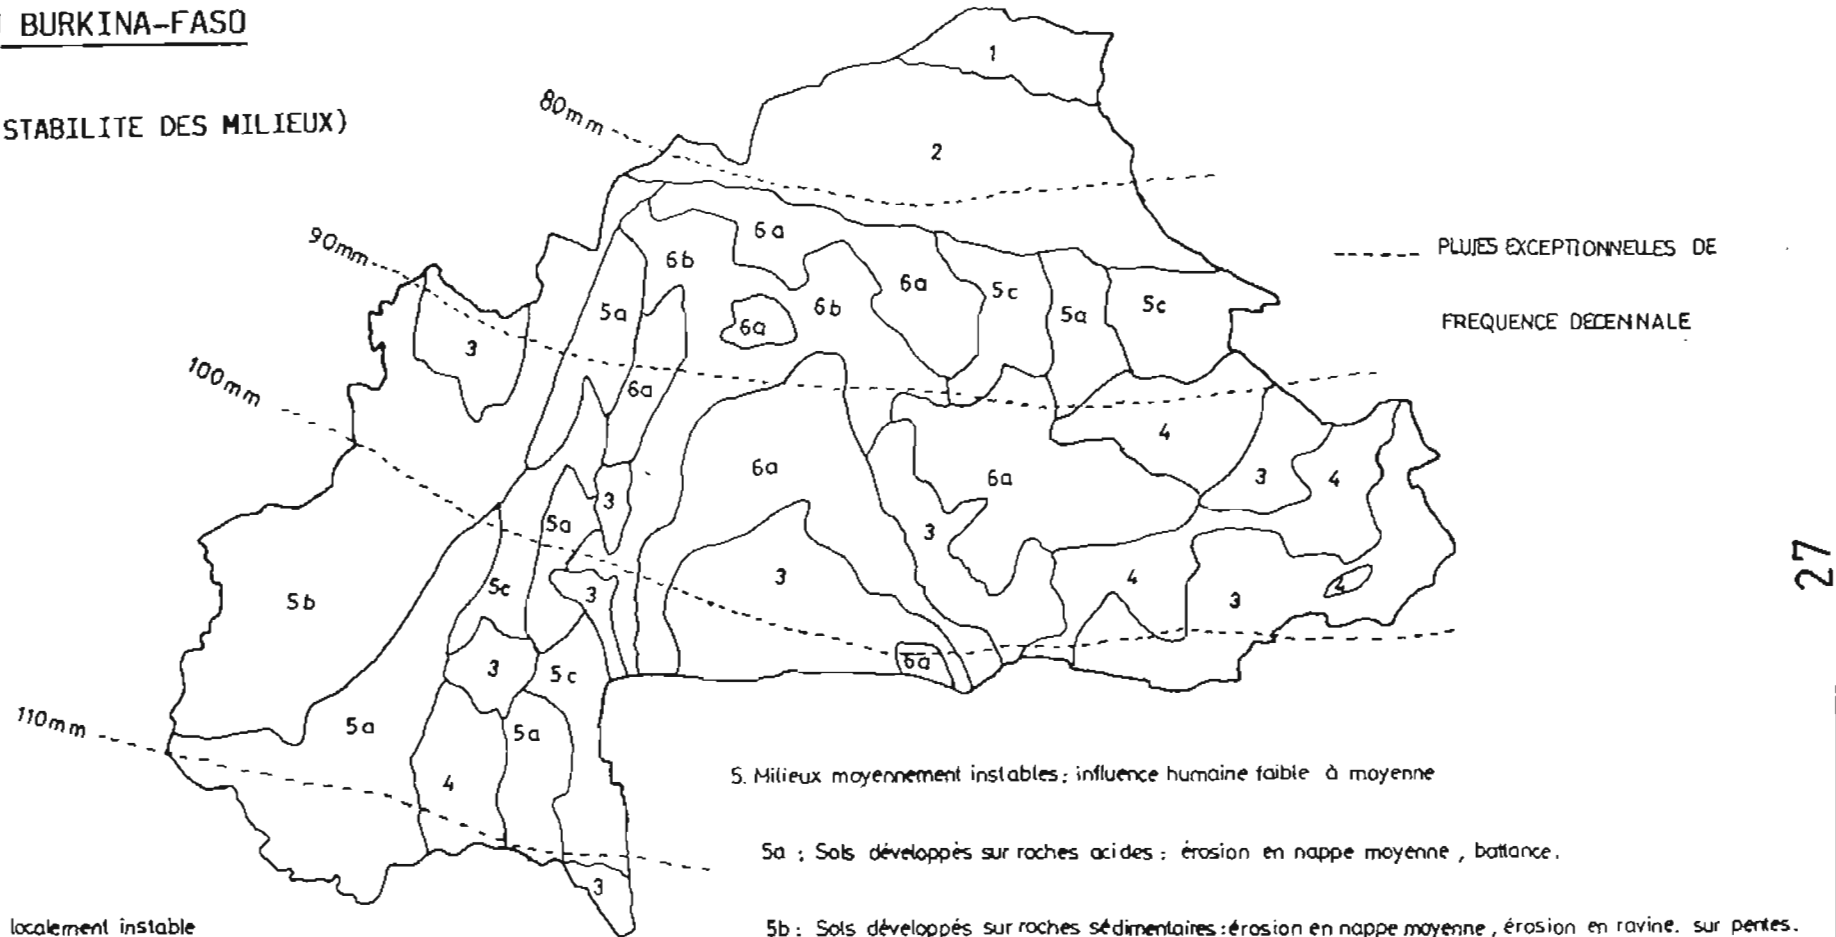 BURKINA-FASO
STABILITE DES MILIEUX)
1
80mm
2
90mm
6a
6b
6a
5c
5a
5c
6b
5a
6a
3
100mm
6a
4
6a
6a
3
4
3
5a
3
3
4
5c
3
5b
3
4
3
6a
5c
110mm
5a
5a
4
3
PLUIES EXCEPTIONNELLES DE
FREQUENCE DECENNALE
27
5. Milieux moyennement instables; influence humaine faible à moyenne
5a ; Sols développès sur roches acides : érosion en nappe moyenne, battance.
localement instable
5b : Sols développés sur roches sédimentaires : érosion en nappe moyenne, érosion en ravine. sur pentes.